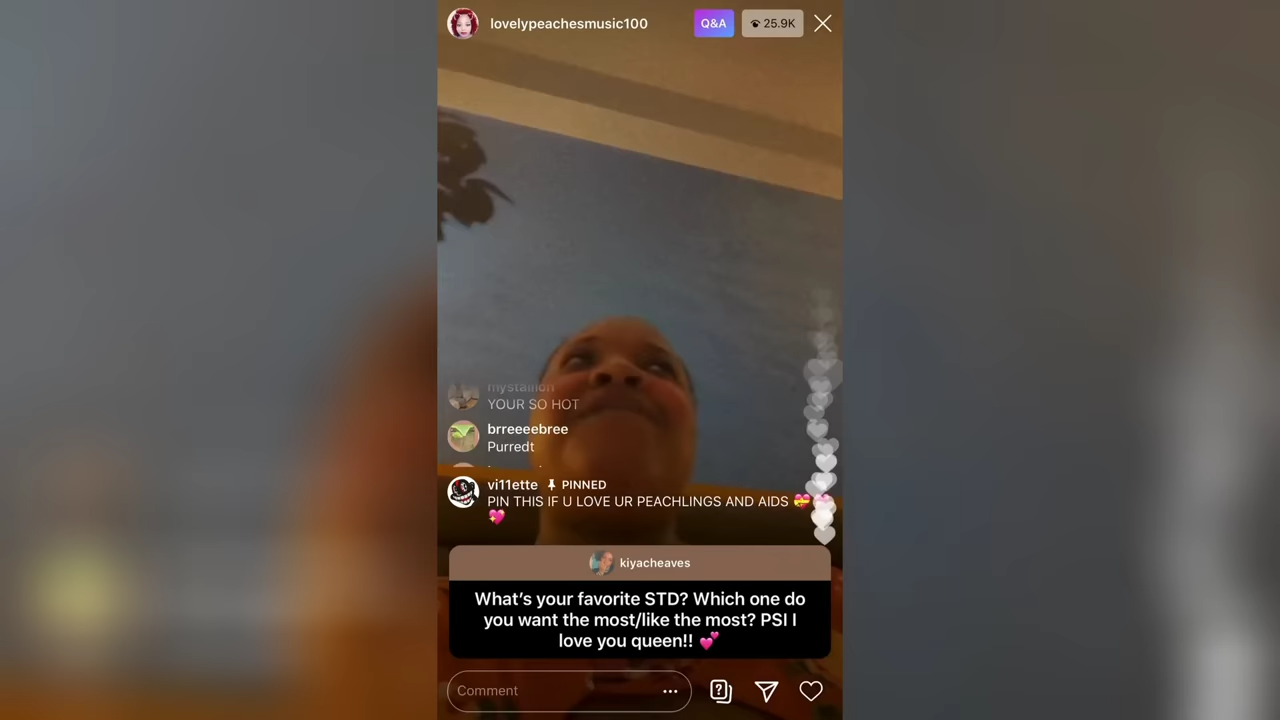 lovelypeachesmusic100
Q&A
25.9K
mystallion
YOUR SO HOT
brreeeebree
Purredt
vi11ette PINNED
PIN THIS IF U LOVE UR PEACHLINGS AND AIDS 💝💖
💖
kiyacheaves
What's your favorite STD? Which one do
you want the most/like the most? PSI I
love you queen!! 💕
Comment